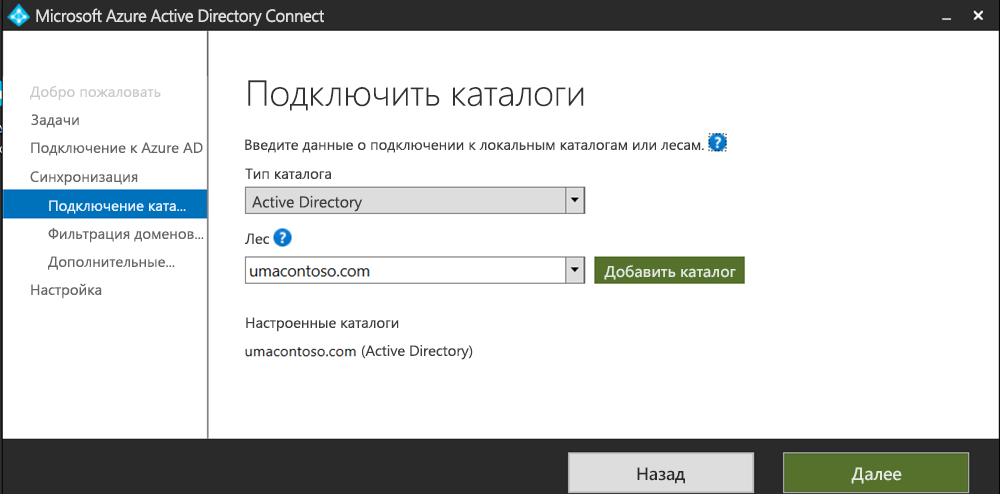 Microsoft Azure Active Directory Connect
Добро пожаловать
Задачи
Подключение к Azure AD
Синхронизация
Подключение ката...
Фильтрация доменов...
Дополнительные...
Настройка
Подключить каталоги
Введите данные о подключении к локальным каталогам или лесам. ?
Тип каталога
Active Directory
Лес ?
umacontoso.com
Добавить каталог
Настроенные каталоги
umacontoso.com (Active Directory)
Назад
Далее